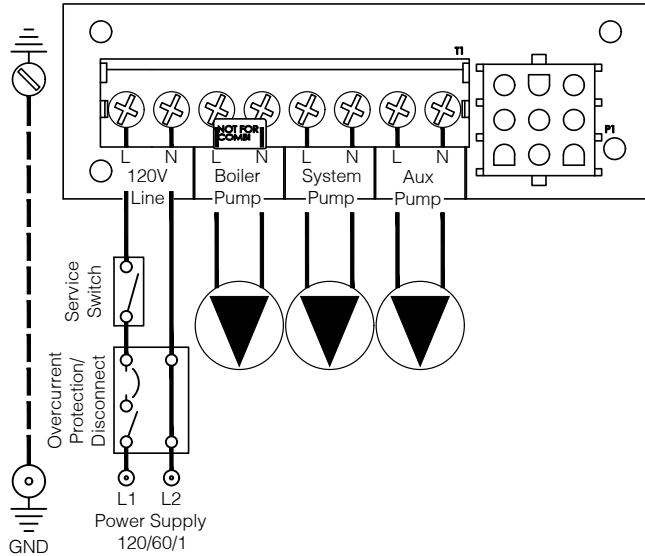 T1
NOT FOR
COMBI
P1
L N L N L N L N
120V
Line
Boiler
Pump
System
Pump
Aux
Pump
Service
Switch
Overcurrent
Protection/
Disconnect
L1 L2
Power Supply
120/60/1
GND